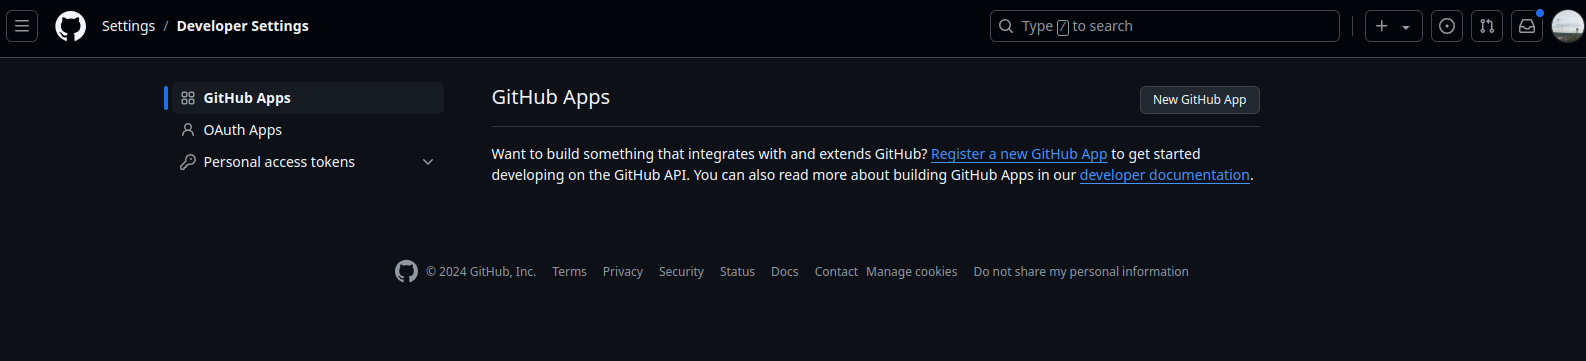 Settings / Developer Settings
Type / to search
GitHub Apps
OAuth Apps
Personal access tokens
GitHub Apps
New GitHub App
Want to build something that integrates with and extends GitHub? Register a new GitHub App to get started
developing on the GitHub API. You can also read more about building GitHub Apps in our developer documentation.
© 2024 GitHub, Inc. Terms Privacy Security Status Docs Contact Manage cookies Do not share my personal information